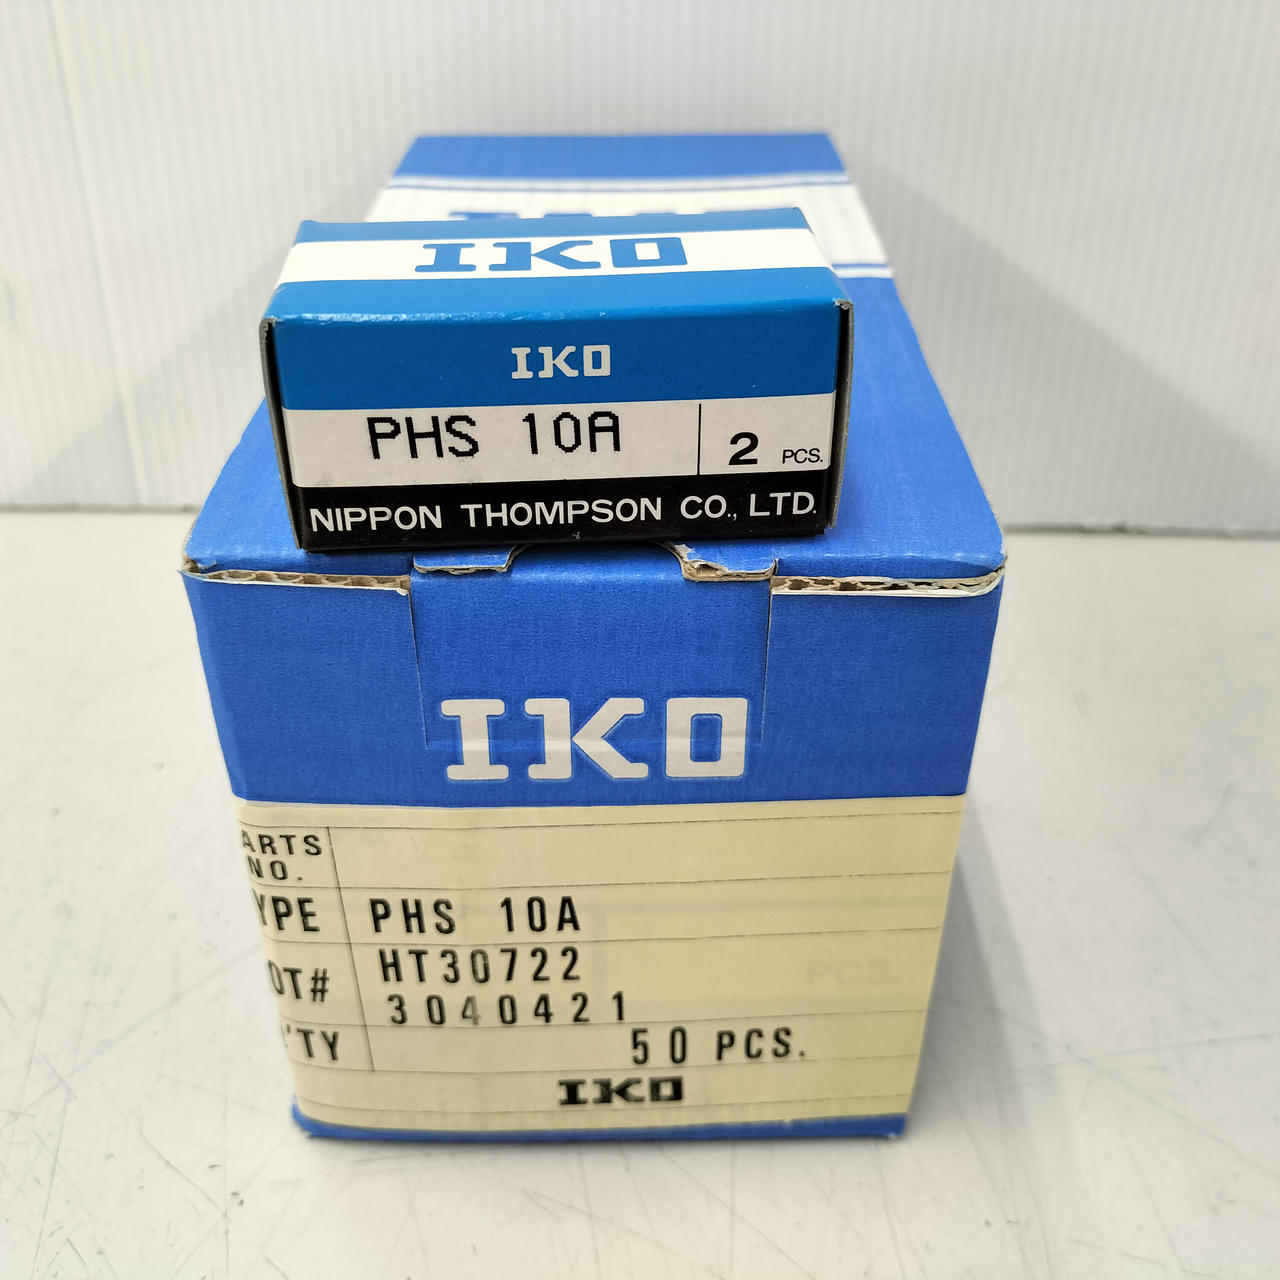 IKO
IKO
PHS 10A
2 PCS.
NIPPON THOMPSON CO., LTD.
IKO
ARTS
NO.
YPE PHS 10A
OT# HT30722
3040421
'TY 50 PCS.
IKO
PCS.